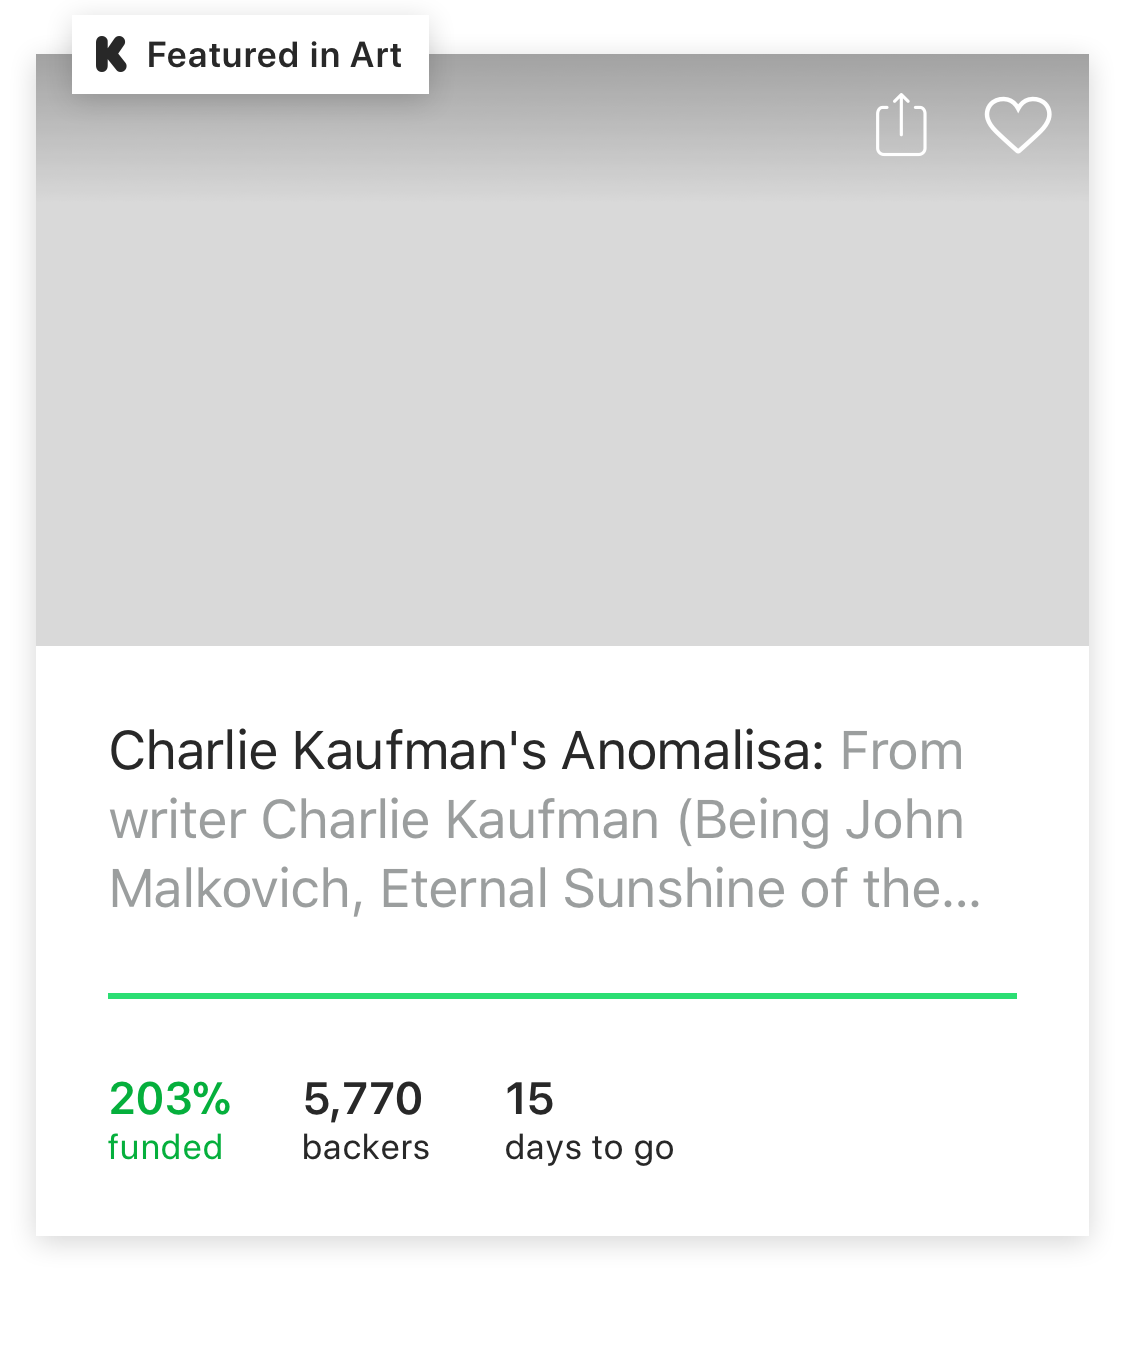 Featured in Art
Charlie Kaufman's Anomalisa: From
writer Charlie Kaufman (Being John
Malkovich, Eternal Sunshine of the...
203% 5,770 15
funded backers days to go